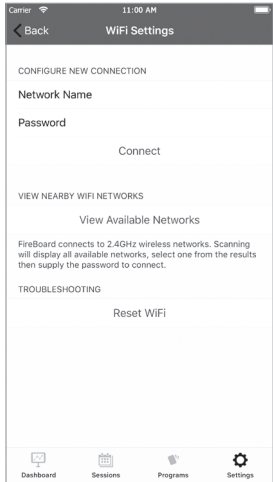 Carrier 11:00 AM
Back WiFi Settings
CONFIGURE NEW CONNECTION
Network Name
Password
Connect
VIEW NEARBY WIFI NETWORKS
View Available Networks
FireBoard connects to 2.4GHz wireless networks. Scanning
will display all available networks, select one from the results
then supply the password to connect.
TROUBLESHOOTING
Reset WiFi
Dashboard Sessions Programs Settings